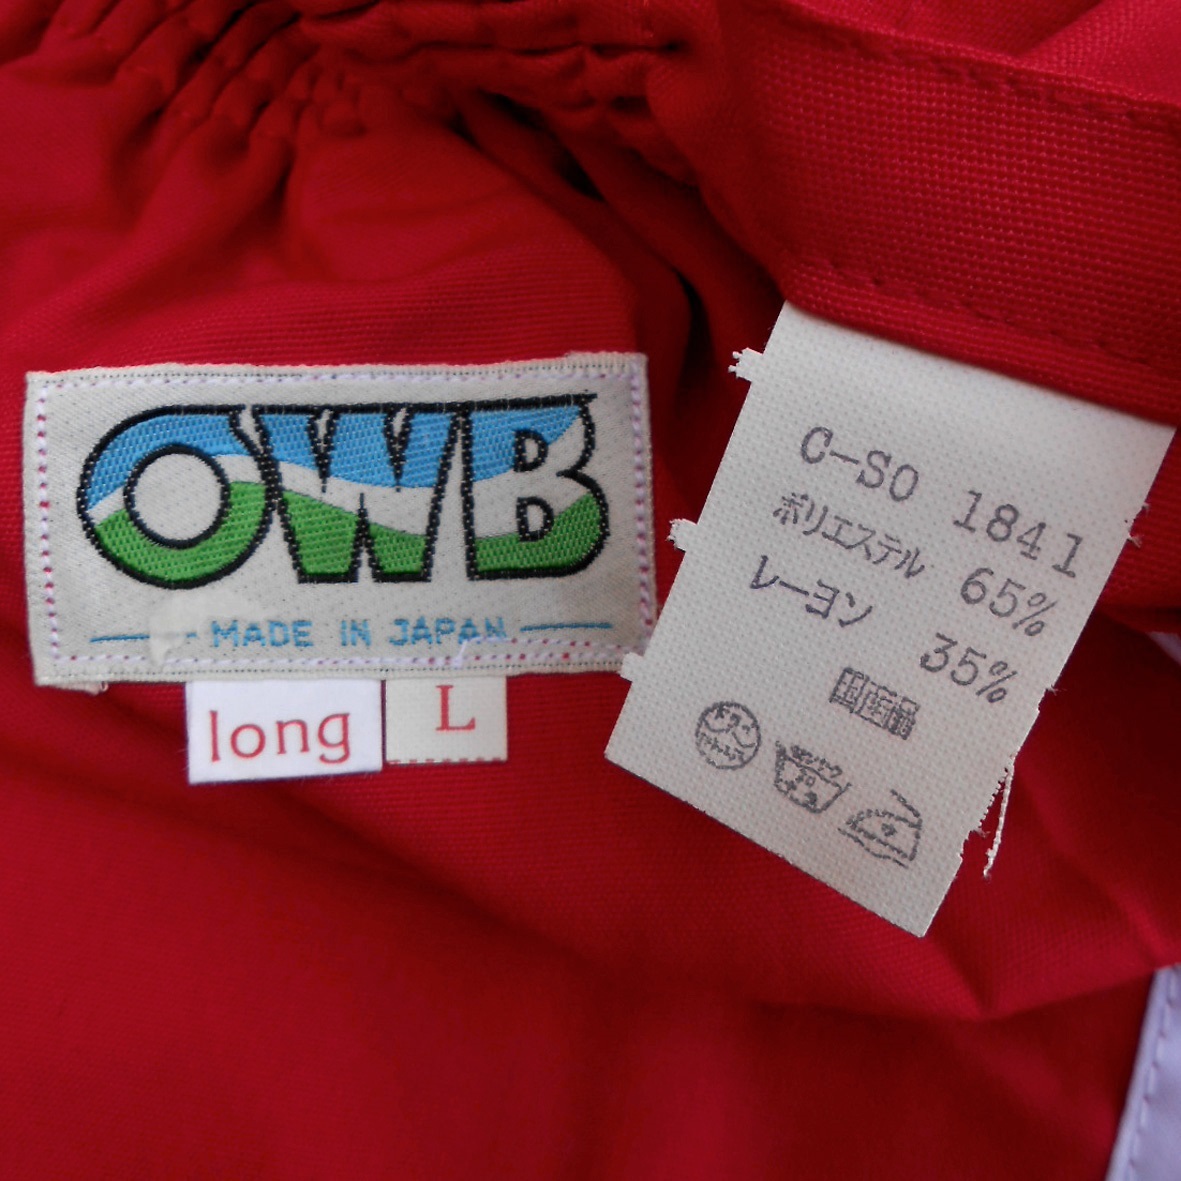 OWB
MADE IN JAPAN
long
L
C-SO 1841
ポリエステル 65%
レーヨン 35%
国産品